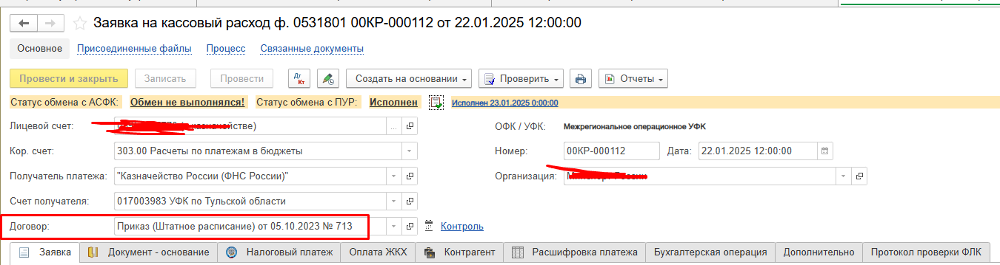 Заявка на кассовый расход ф. 0531801 00КР-000112 от 22.01.2025 12:00:00
Основное Присоединенные файлы Процесс Связанные документы
Провести и закрыть Записать Провести Дт Кт Создать на основании Проверить Отчеты
Статус обмена с АСФК: Обмен не выполнялся! Статус обмена с ПУР: Исполнен Исполнен 23.01.2025 0:00:00
Лицевой счет: ... ОФК / УФК: Межрегиональное операционное УФК
Кор. счет: 303.00 Расчеты по платежам в бюджеты Номер: 00КР-000112 Дата: 22.01.2025 12:00:00
Получатель платежа: "Казначейство России (ФНС России)" Организация:
Счет получателя: 017003983 УФК по Тульской области
Договор: Приказ (Штатное расписание) от 05.10.2023 № 713 Контроль
Заявка Документ - основание Налоговый платеж Оплата ЖКХ Контрагент Расшифровка платежа Бухгалтерская операция Дополнительно Протокол проверки ФЛК